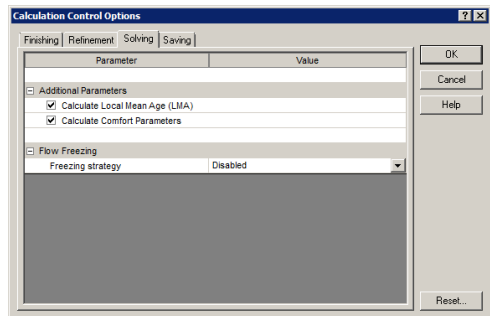 Calculation Control Options
Finishing Refinement Solving Saving
Parameter Value
Additional Parameters
Calculate Local Mean Age (LMA)
Calculate Comfort Parameters
Flow Freezing
Freezing strategy Disabled
OK
Cancel
Help
Reset...